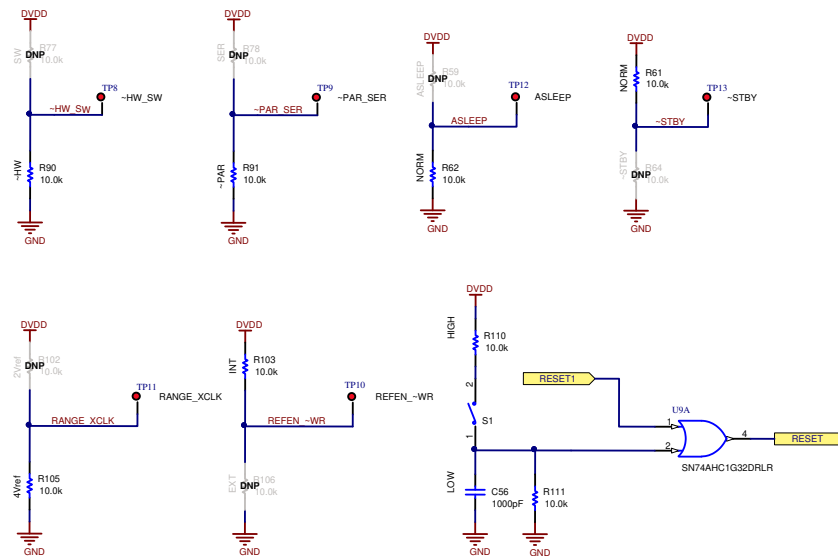 DVDD
SW
DNP
R77
10.0k
TP8
~HW_SW
~HW_SW
~HW
R90
10.0k
GND
DVDD
SER
DNP
R78
10.0k
TP9
~PAR_SER
~PAR_SER
~PAR
R91
10.0k
GND
DVDD
ASLEEP
DNP
R59
10.0k
TP12
ASLEEP
ASLEEP
NORM
R62
10.0k
GND
DVDD
NORM
R61
10.0k
TP13
~STBY
~STBY
~STBY
DNP
R64
10.0k
GND
DVDD
2Vref
DNP
R102
10.0k
TP11
RANGE_XCLK
RANGE_XCLK
4Vref
R105
10.0k
GND
DVDD
INT
R103
10.0k
TP10
REFEN_~WR
REFEN_~WR
EXT
DNP
R106
10.0k
GND
DVDD
HIGH
R110
10.0k
2
S1
1
LOW
C56
1000pF
R111
10.0k
GND
GND
RESET1
U9A
1
2
4
SN74AHC1G32DRLR
RESET